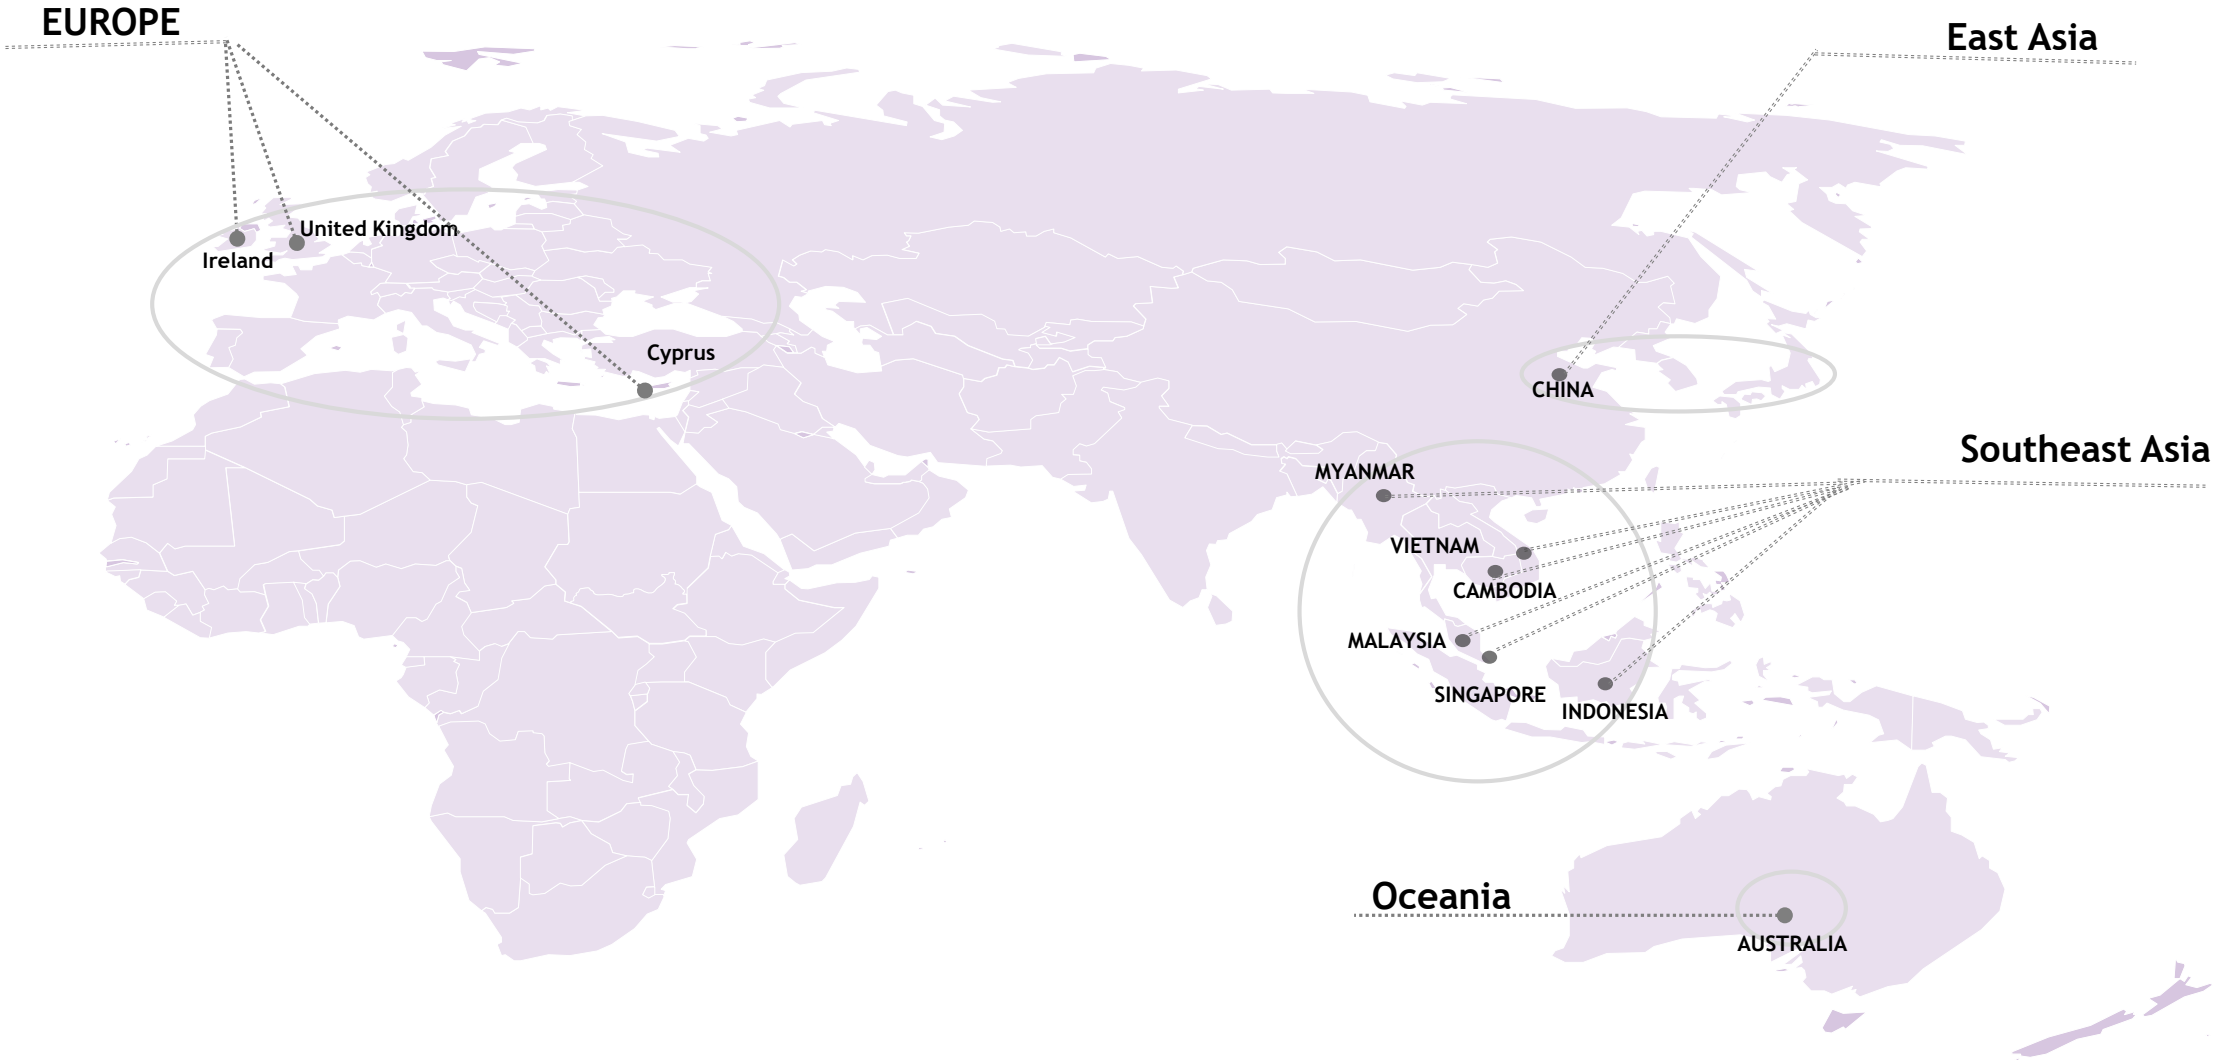 EUROPE
East Asia
United Kingdom
Ireland
Cyprus
CHINA
Southeast Asia
MYANMAR
VIETNAM
CAMBODIA
MALAYSIA
SINGAPORE
INDONESIA
Oceania
AUSTRALIA